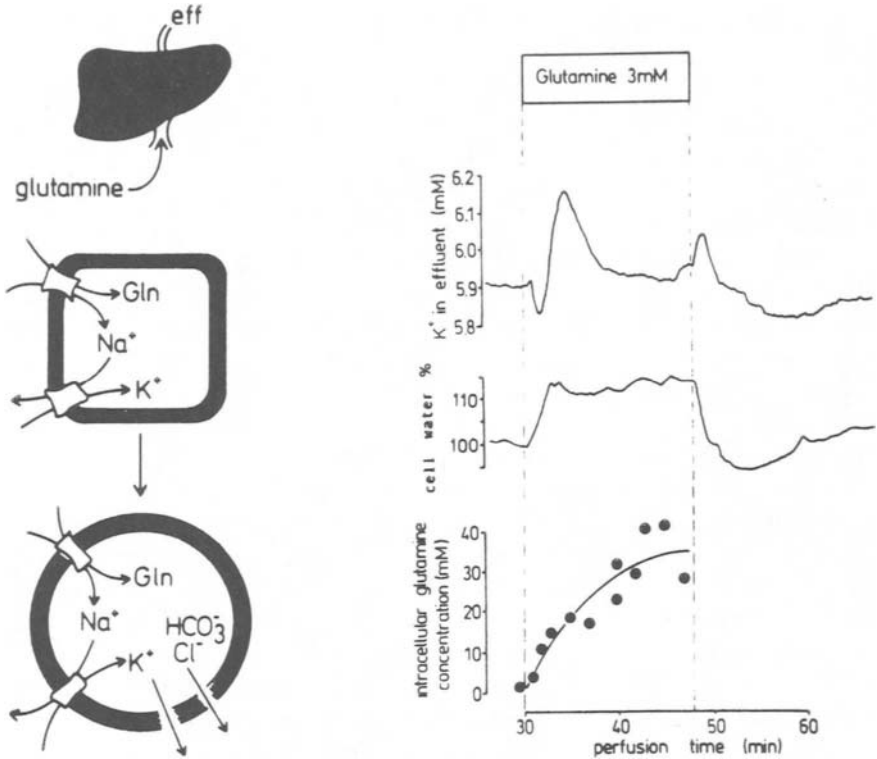 eff
glutamine
Gln
Na⁺
K⁺
Gln
Na⁺
HCO₃⁻
Cl⁻
K⁺
Glutamine 3mM
K⁺ in effluent (mM)
6.2
6.1
6.0
5.9
5.8
cell water %
110
100
intracellular glutamine
concentration (mM)
40
30
20
10
0
30
40
50
60
perfusion time (min)